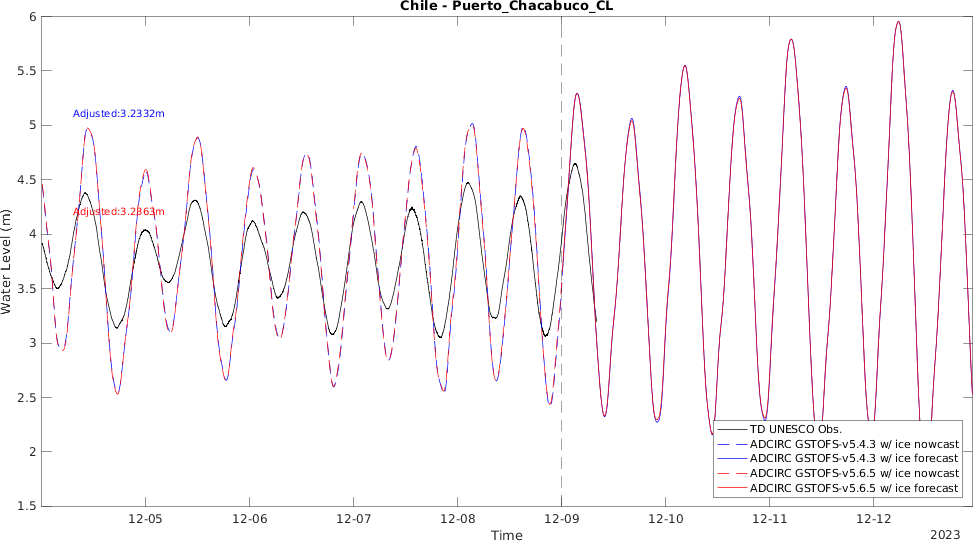 Chile - Puerto_Chacabuco_CL
6
5.5
5
4.5
4
3.5
3
2.5
2
1.5
Water Level (m)
Adjusted:3.2332m
Adjusted:3.2363m
TD UNESCO Obs.
ADCIRC GSTOFS-v5.4.3 w/ ice nowcast
ADCIRC GSTOFS-v5.4.3 w/ ice forecast
ADCIRC GSTOFS-v5.6.5 w/ ice nowcast
ADCIRC GSTOFS-v5.6.5 w/ ice forecast
12-05 12-06 12-07 12-08 12-09 12-10 12-11 12-12
Time
2023